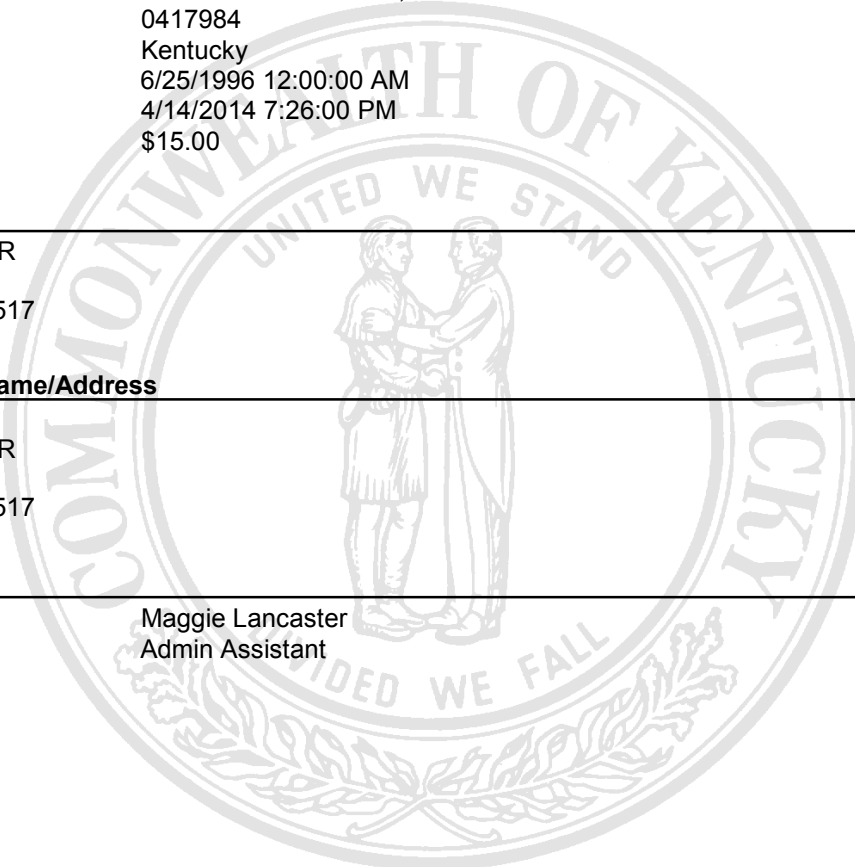 0417984
Kentucky
6/25/1996 12:00:00 AM
4/14/2014 7:26:00 PM
$15.00
COMMONWEALTH OF KENTUCKY
UNITED WE STAND
R
517
ame/Address
R
517
Maggie Lancaster
Admin Assistant
DIVIDED WE FALL